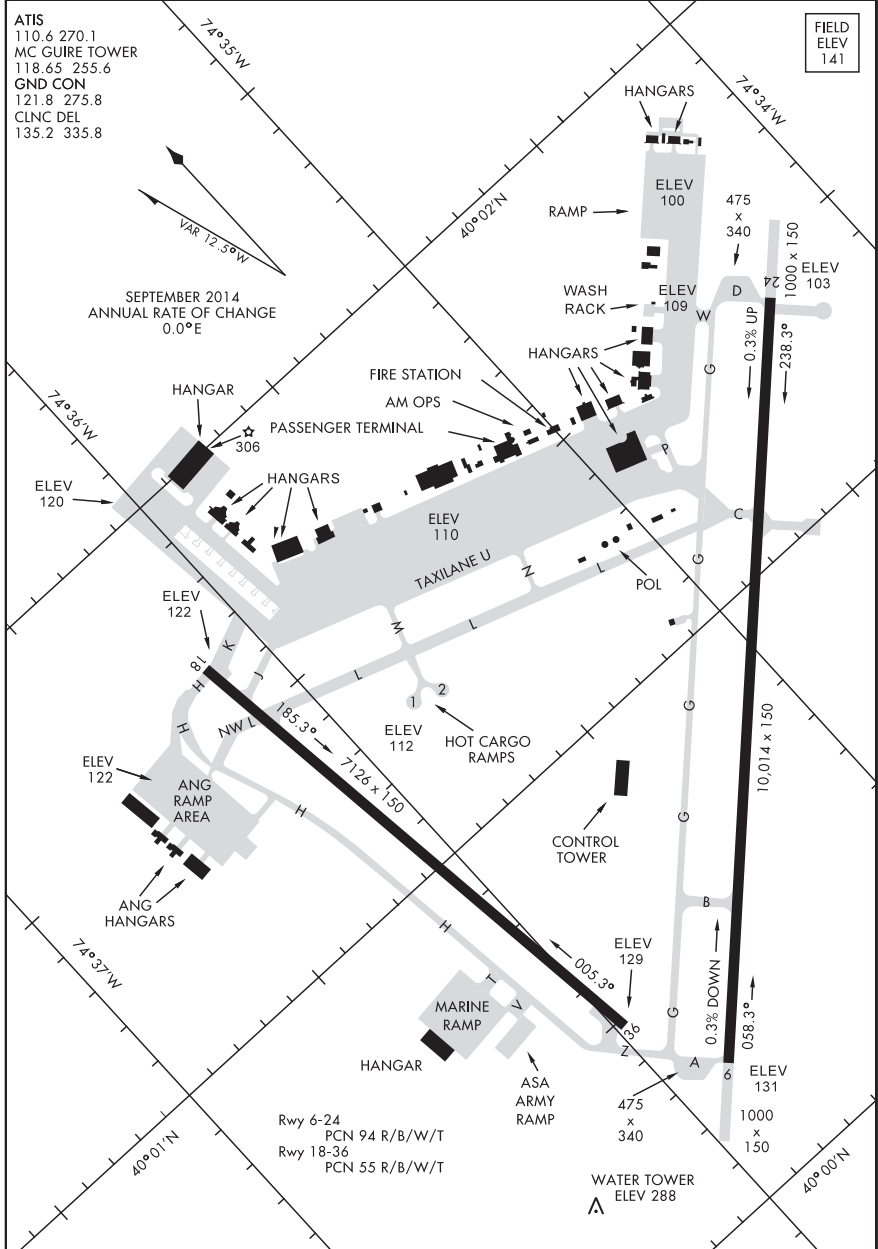 ATIS
110.6 270.1
MC GUIRE TOWER
118.65 255.6
GND CON
121.8 275.8
CLNC DEL
135.2 335.8
74°35'W
FIELD
ELEV
141
74°34'W
HANGARS
40°02'N
ELEV
100
RAMP
475
x
340
1000 x 150
VAR 12.5°W
SEPTEMBER 2014
ANNUAL RATE OF CHANGE
0.0°E
WASH
RACK
ELEV
109
W
D
24
ELEV
103
0.3% UP
238.3°
G
HANGARS
FIRE STATION
AM OPS
PASSENGER TERMINAL
HANGAR
306
74°36'W
P
HANGARS
ELEV
120
ELEV
110
C
TAXILANE U
N
L
POL
G
ELEV
122
18
K
J
M
L
L
1
2
H
H
NW L
185.3°
ELEV
112
HOT CARGO
RAMPS
G
10,014 x 150
7126 x 150
ELEV
122
ANG
RAMP
AREA
H
CONTROL
TOWER
G
ANG
HANGARS
B
H
74°37'W
ELEV
129
005.3°
36
T
V
MARINE
RAMP
HANGAR
ASA
ARMY
RAMP
G
0.3% DOWN
058.3°
Z
A
6
ELEV
131
475
x
340
1000
x
150
Rwy 6-24
PCN 94 R/B/W/T
Rwy 18-36
PCN 55 R/B/W/T
40°01'N
40°00'N
WATER TOWER
ELEV 288